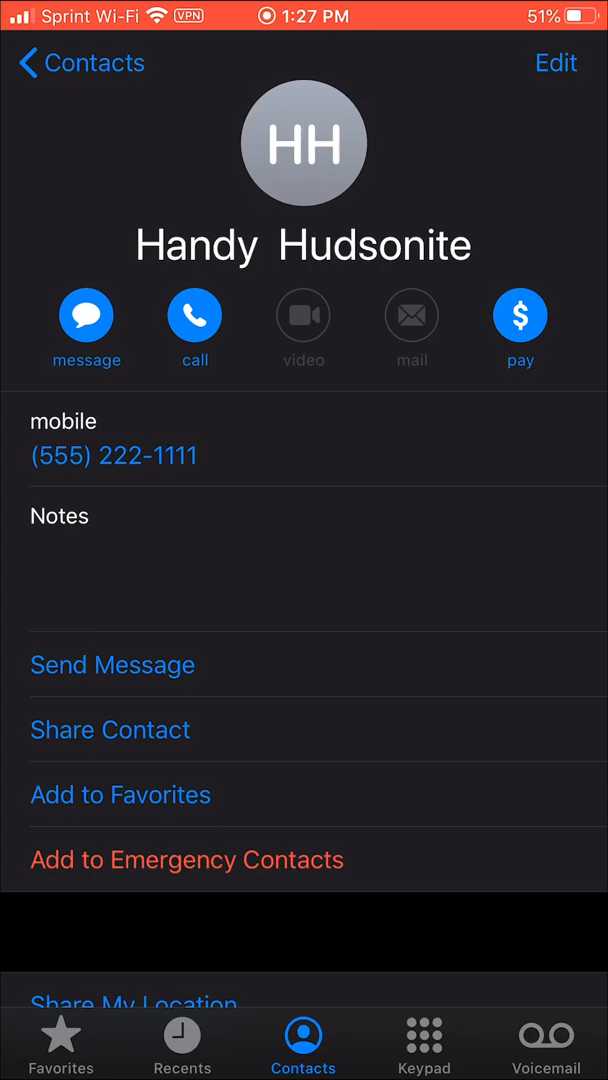 Sprint Wi-Fi VPN 1:27 PM 51%
Contacts Edit
HH
Handy Hudsonite
message call video mail pay
$
mobile
(555) 222-1111
Notes
Send Message
Share Contact
Add to Favorites
Add to Emergency Contacts
Share My Location
Favorites Recents Contacts Keypad Voicemail